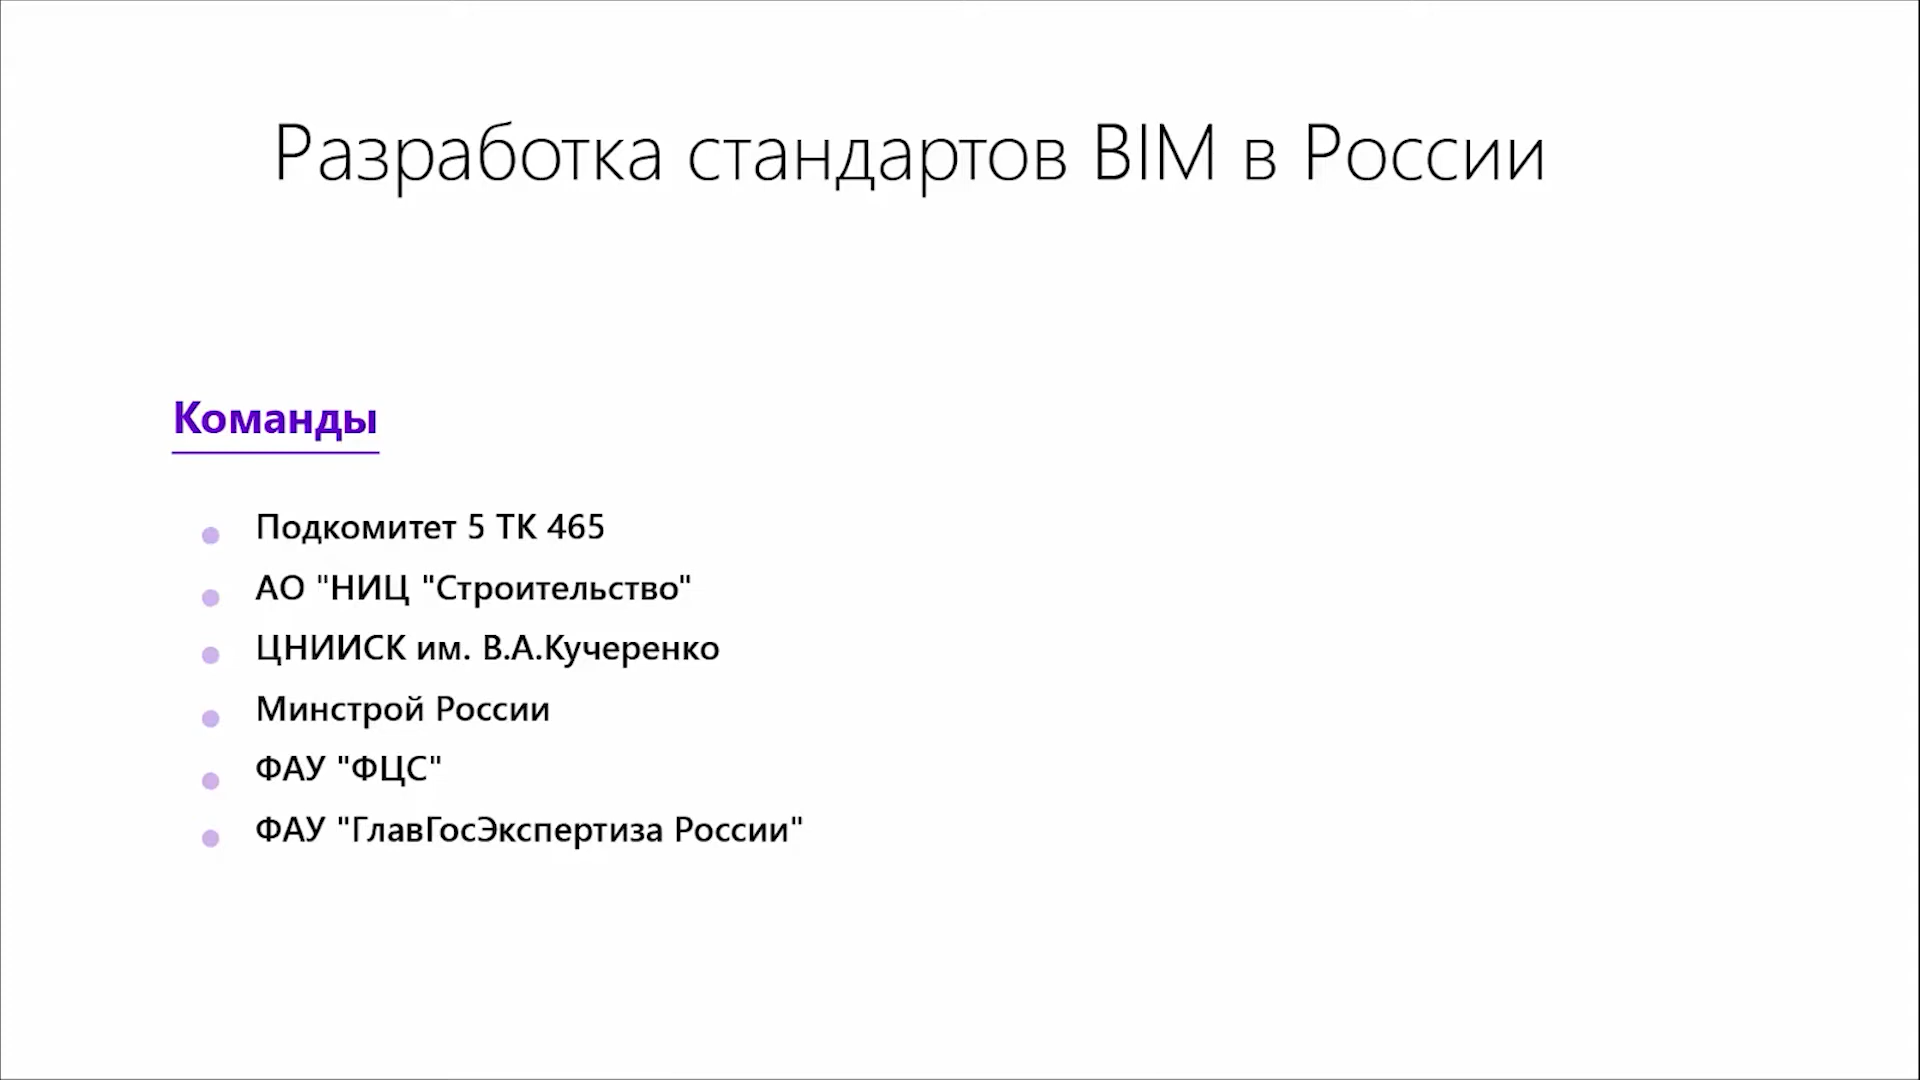 Разработка стандартов BIM в России
Команды
Подкомитет 5 ТК 465
АО "НИЦ "Строительство"
ЦНИИСК им. В.А.Кучеренко
Минстрой России
ФАУ "ФЦС"
ФАУ "ГлавГосЭкспертиза России"